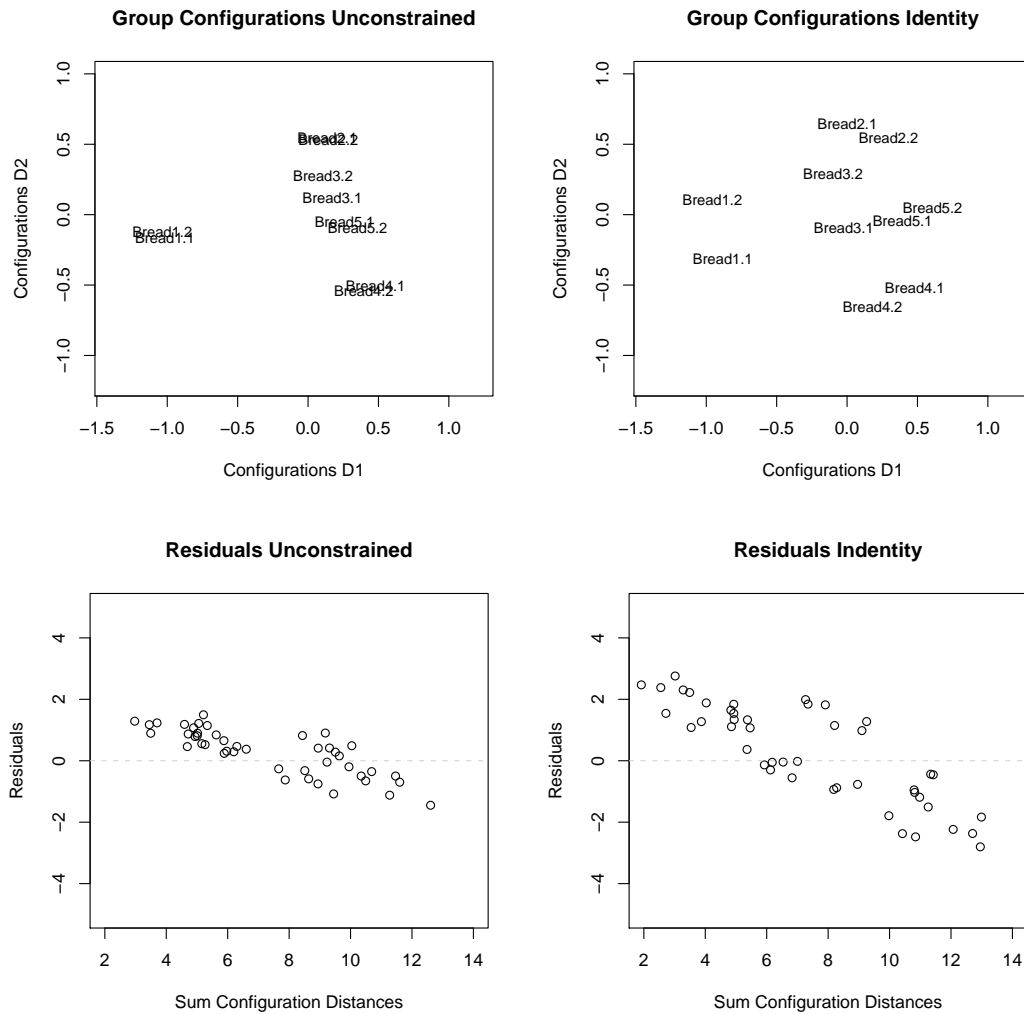 Group Configurations Unconstrained
1.0
0.5
0.0
−0.5
−1.0
Configurations D2
Bread2.1
Bread2.2
Bread3.2
Bread3.1
Bread5.1
Bread5.2
Bread1.2
Bread1.1
Bread4.1
Bread4.2
−1.5 −1.0 −0.5 0.0 0.5 1.0
Configurations D1
Group Configurations Identity
1.0
0.5
0.0
−0.5
−1.0
Configurations D2
Bread2.1
Bread2.2
Bread3.2
Bread1.2
Bread5.2
Bread5.1
Bread3.1
Bread1.1
Bread4.1
Bread4.2
−1.5 −1.0 −0.5 0.0 0.5 1.0
Configurations D1
Residuals Unconstrained
4
2
0
−2
−4
Residuals
2 4 6 8 10 12 14
Sum Configuration Distances
Residuals Indentity
4
2
0
−2
−4
Residuals
2 4 6 8 10 12 14
Sum Configuration Distances